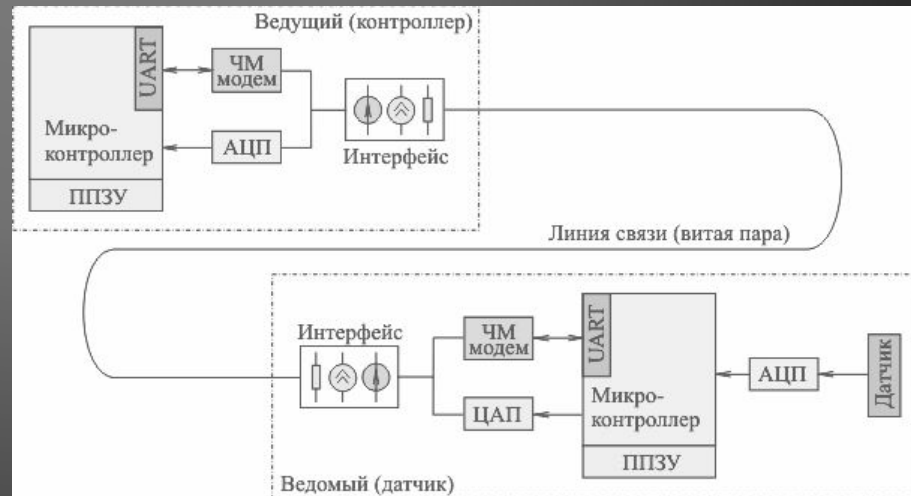 Ведущий (контроллер)
UART
ЧМ
модем
Микро-
контроллер
АЦП
Интерфейс
ППЗУ
Линия связи (витая пара)
Интерфейс
ЧМ
модем
UART
Микро-
контроллер
АЦП
Датчик
ЦАП
ППЗУ
Ведомый (датчик)